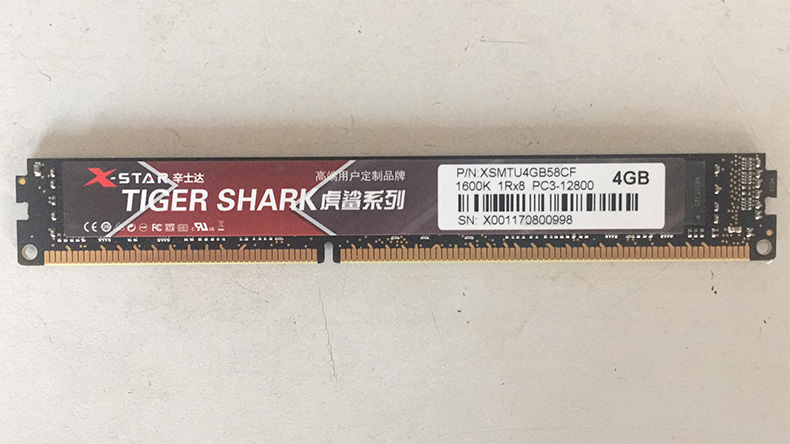 X-STAR 辛士达
高端用户定制品牌
TIGER SHARK 虎鲨系列
P/N:XSMTU4GB58CF
1600K 1Rx8 PC3-12800
4GB
SN: X001170800998